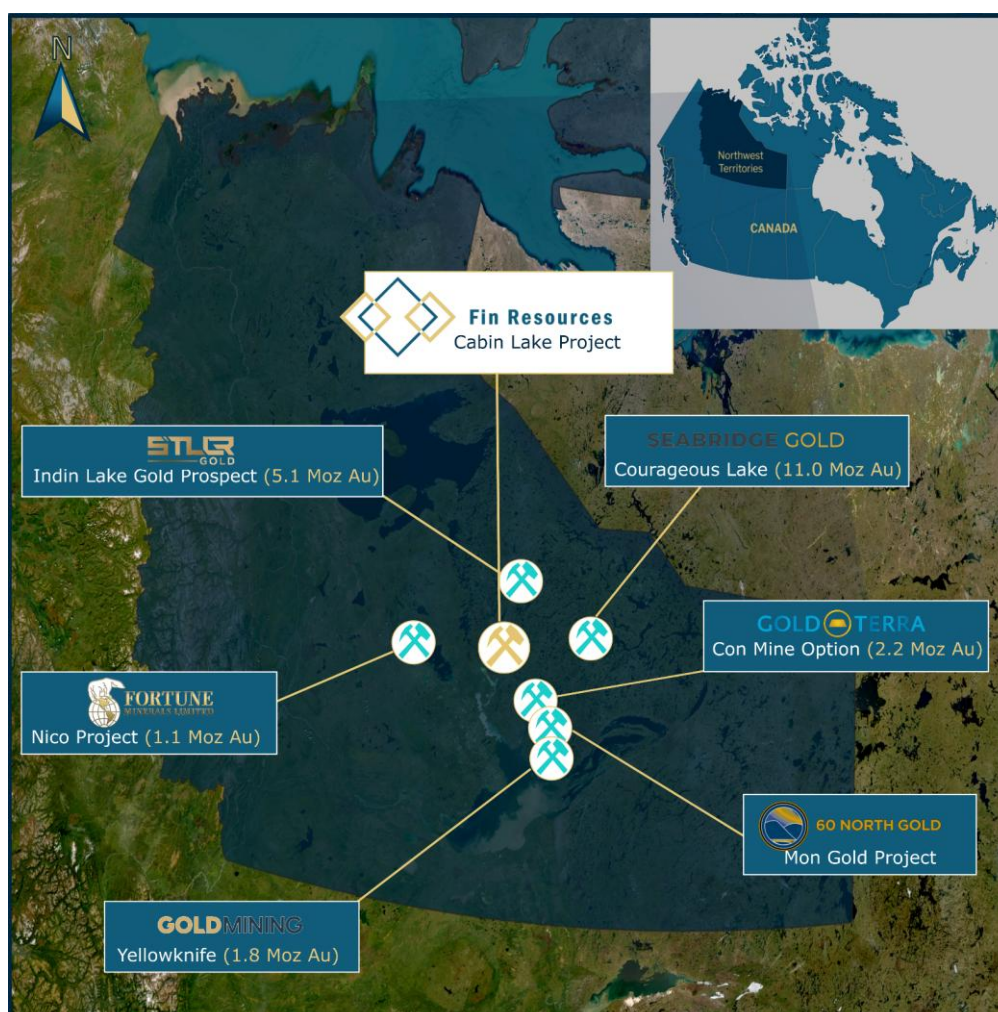 N
Northwest
Territories
CANADA
Fin Resources
Cabin Lake Project
STLLR
GOLD
Indin Lake Gold Prospect (5.1 Moz Au)
SEABRIDGE GOLD
Courageous Lake (11.0 Moz Au)
GOLD TERRA
Con Mine Option (2.2 Moz Au)
FORTUNE
MINERALS LIMITED
Nico Project (1.1 Moz Au)
60 NORTH GOLD
Mon Gold Project
GOLDMINING
Yellowknife (1.8 Moz Au)